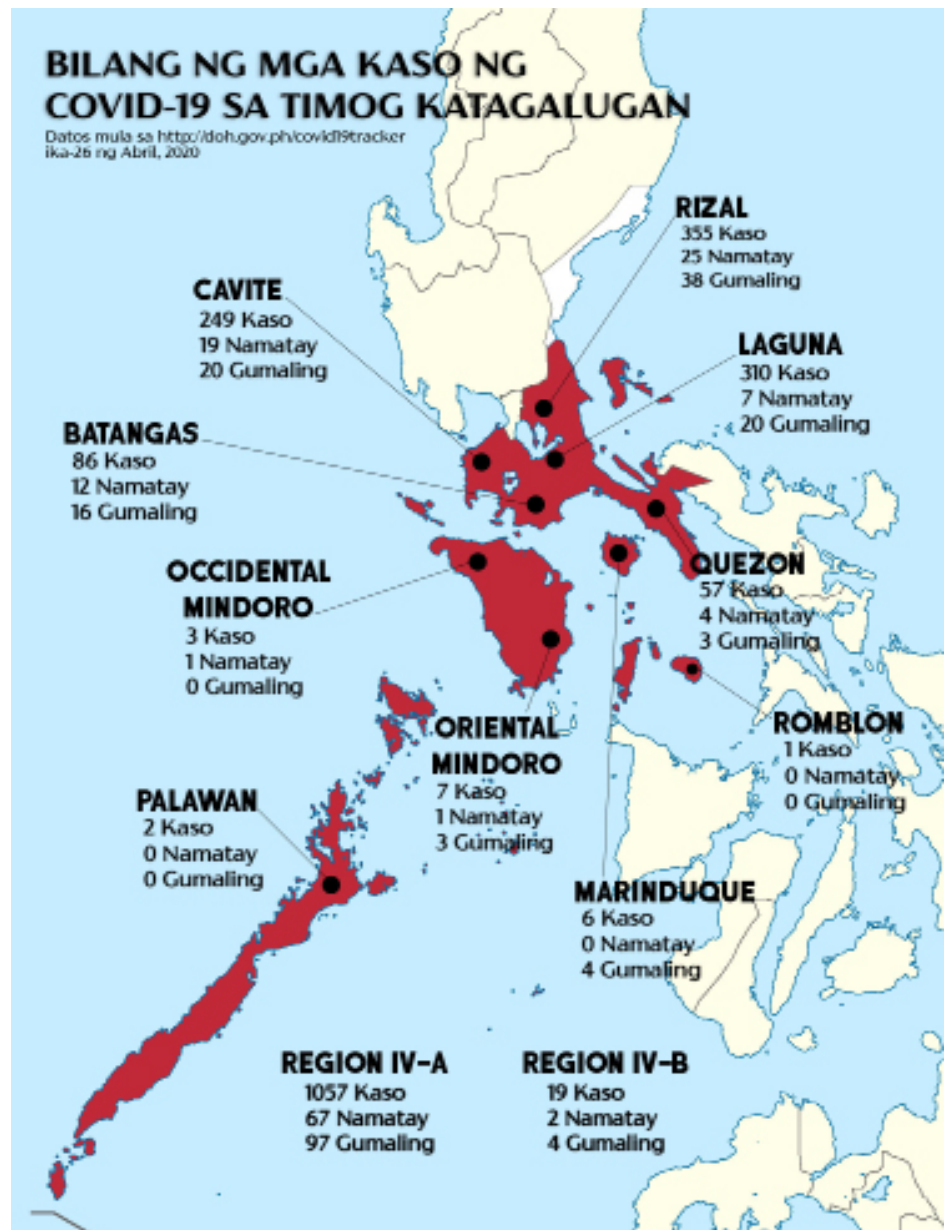 BILANG NG MGA KASO NG
COVID-19 SA TIMOG KATAGALUGAN
Datos mula sa http://doh.gov.ph/covid19tracker
ika-26 ng Abril, 2020
RIZAL
355 Kaso
25 Namatay
38 Gumaling
CAVITE
249 Kaso
19 Namatay
20 Gumaling
LAGUNA
310 Kaso
7 Namatay
20 Gumaling
BATANGAS
86 Kaso
12 Namatay
16 Gumaling
QUEZON
57 Kaso
4 Namatay
3 Gumaling
OCCIDENTAL
MINDORO
3 Kaso
1 Namatay
0 Gumaling
ORIENTAL
MINDORO
7 Kaso
1 Namatay
3 Gumaling
ROMBLON
1 Kaso
0 Namatay
0 Gumaling
PALAWAN
2 Kaso
0 Namatay
0 Gumaling
MARINDUQUE
6 Kaso
0 Namatay
4 Gumaling
REGION IV-A
1057 Kaso
67 Namatay
97 Gumaling
REGION IV-B
19 Kaso
2 Namatay
4 Gumaling